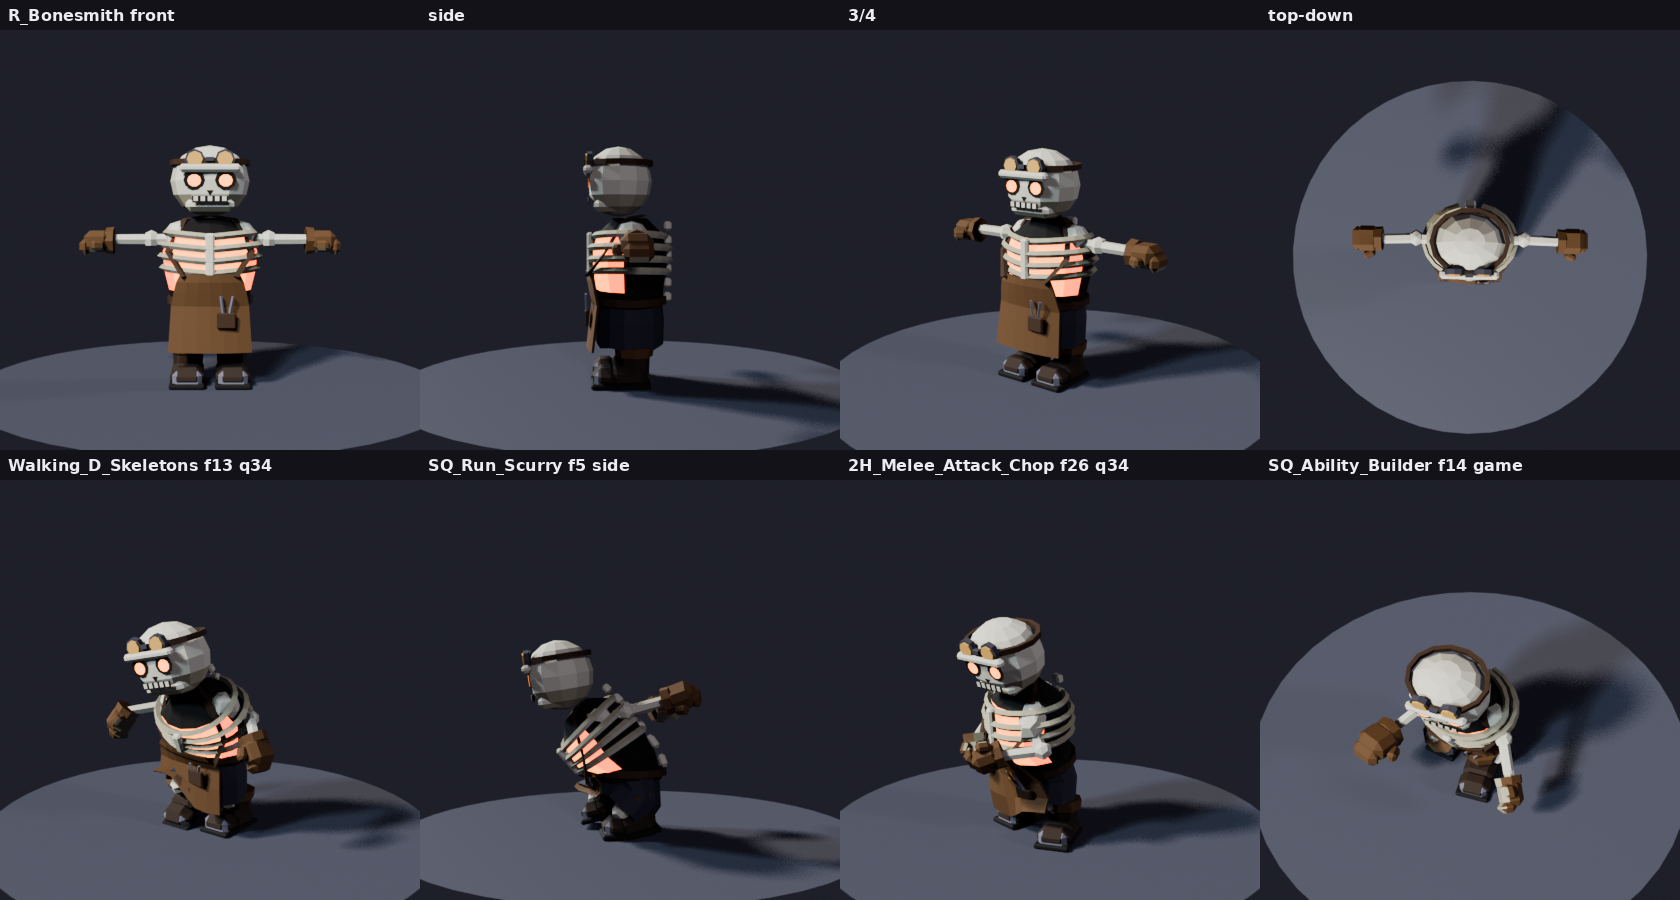 R_Bonesmith front
side
3/4
top-down
Walking_D_Skeletons f13 q34
SQ_Run_Scurry f5 side
2H_Melee_Attack_Chop f26 q34
SQ_Ability_Builder f14 game